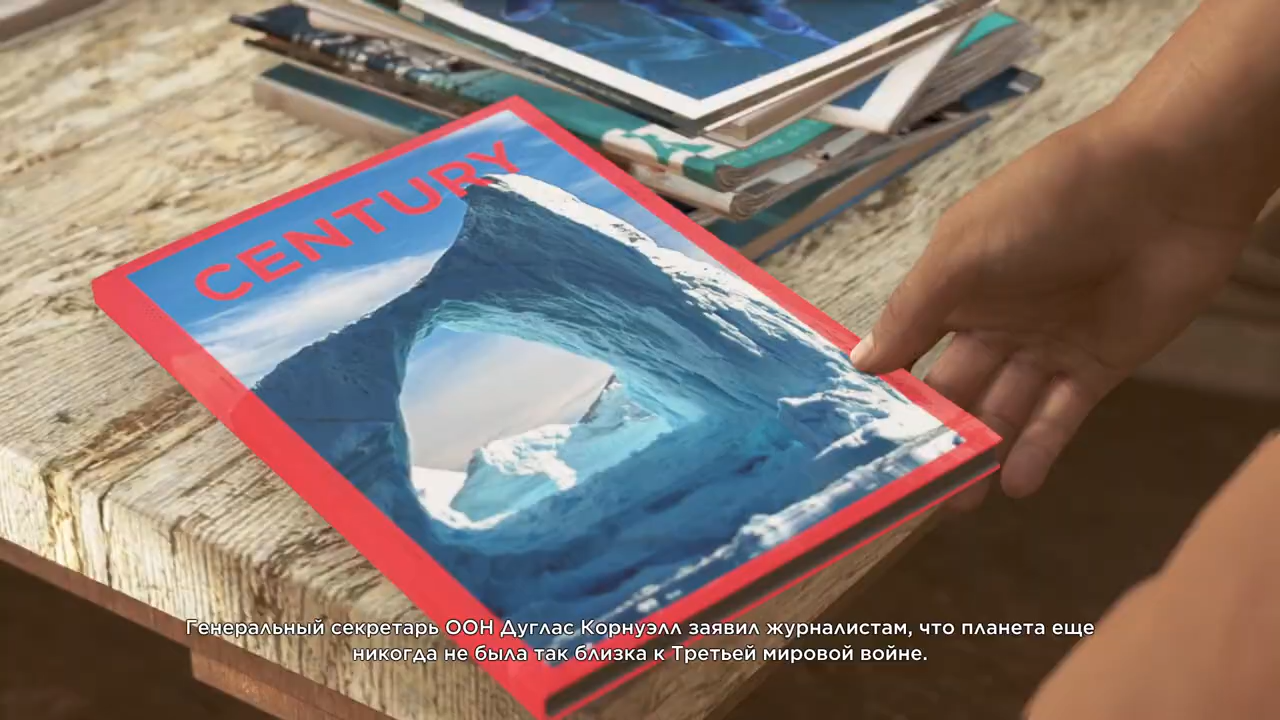 CENTURY
Генеральный секретарь ООН Дуглас Корнуэлл заявил журналистам, что планета еще
никогда не была так близка к Третьей мировой войне.